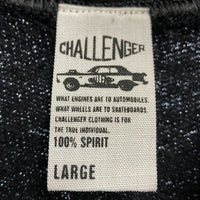 CHALLENGER
WHAT ENGINES ARE TO AUTOMOBILES.
WHAT WHEELS ARE TO SKATEBOARDS.
CHALLENGER CLOTHING IS FOR
THE TRUE INDIVIDUAL.
100% SPIRIT
LARGE